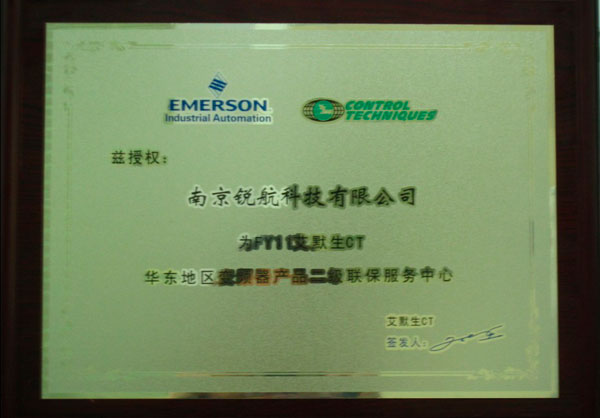 EMERSON
Industrial Automation
CONTROL
TECHNIQUES
兹授权:
南京锐航科技有限公司
为FY11艾默生CT
华东地区变频器产品二级联保服务中心
艾默生CT
签发人: